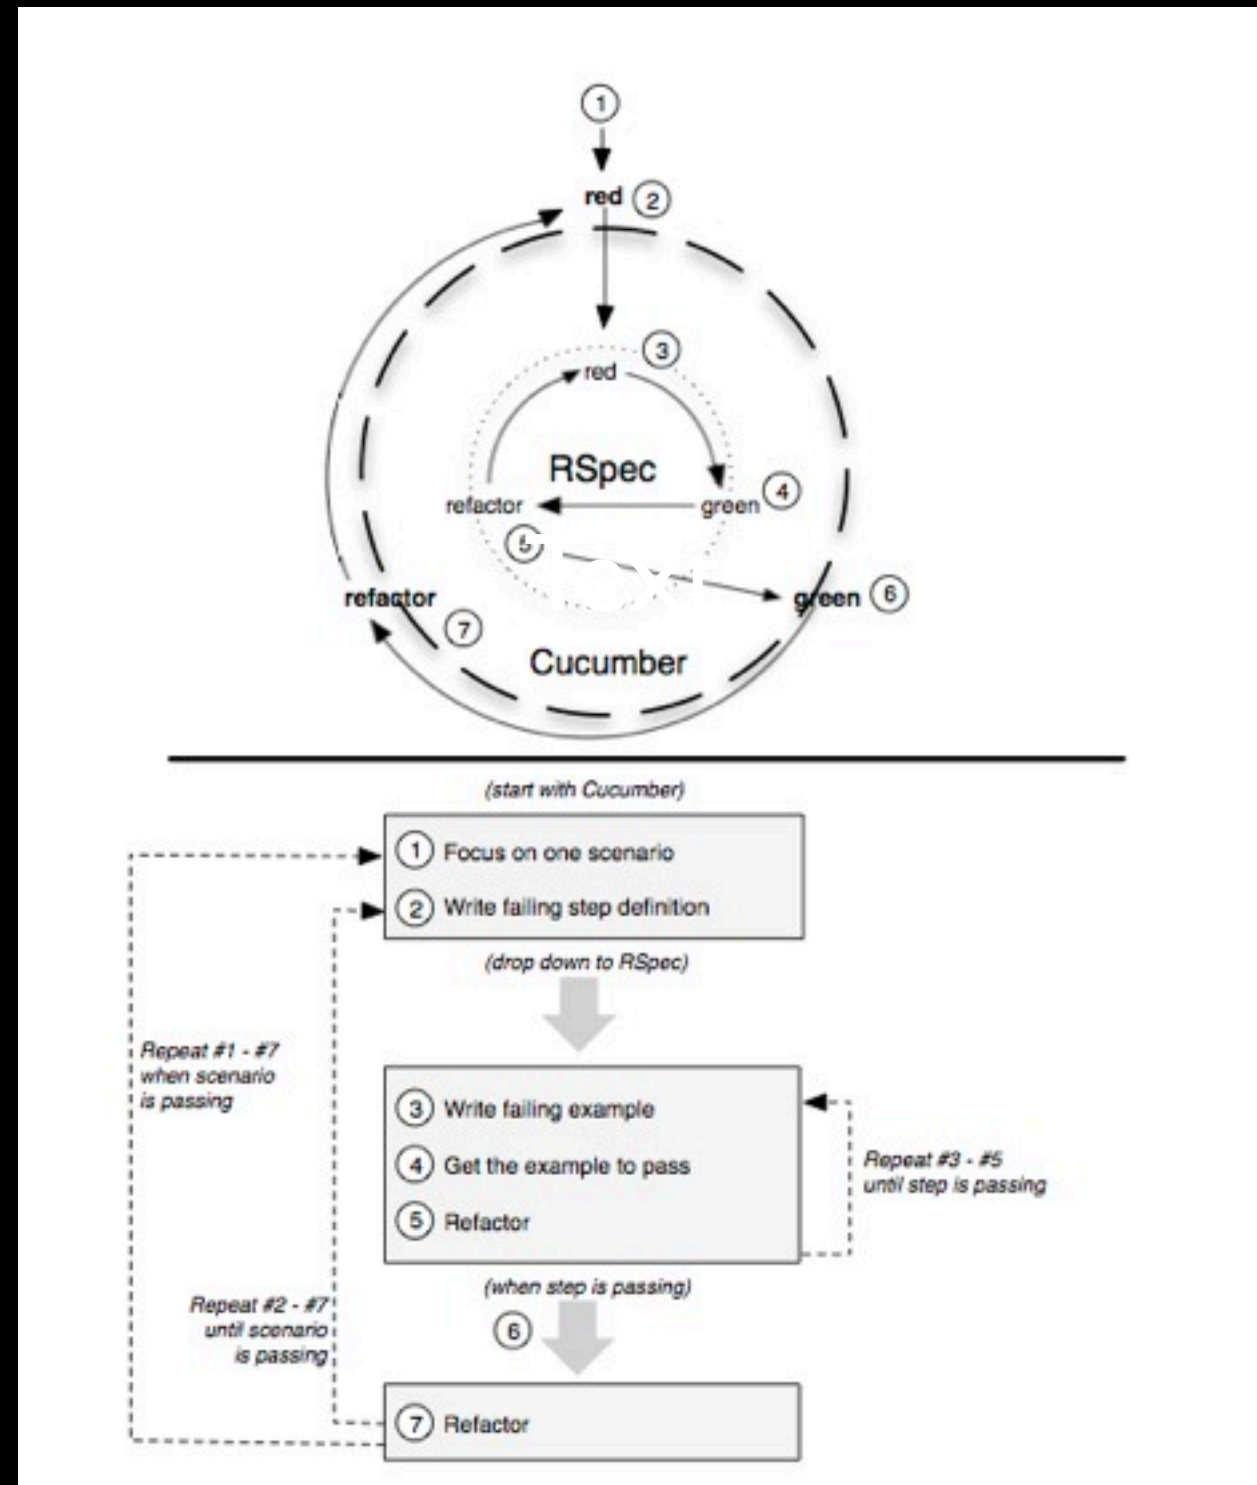 1
red 2
3
red
RSpec
refactor
green 4
5
Text
refactor
green 6
7
Cucumber
(start with Cucumber)
1 Focus on one scenario
2 Write failing step definition
(drop down to RSpec)
Repeat #1 - #7
when scenario
is passing
3 Write failing example
4 Get the example to pass
5 Refactor
Repeat #3 - #5
until step is passing
(when step is passing)
6
Repeat #2 - #7
until scenario
is passing
7 Refactor